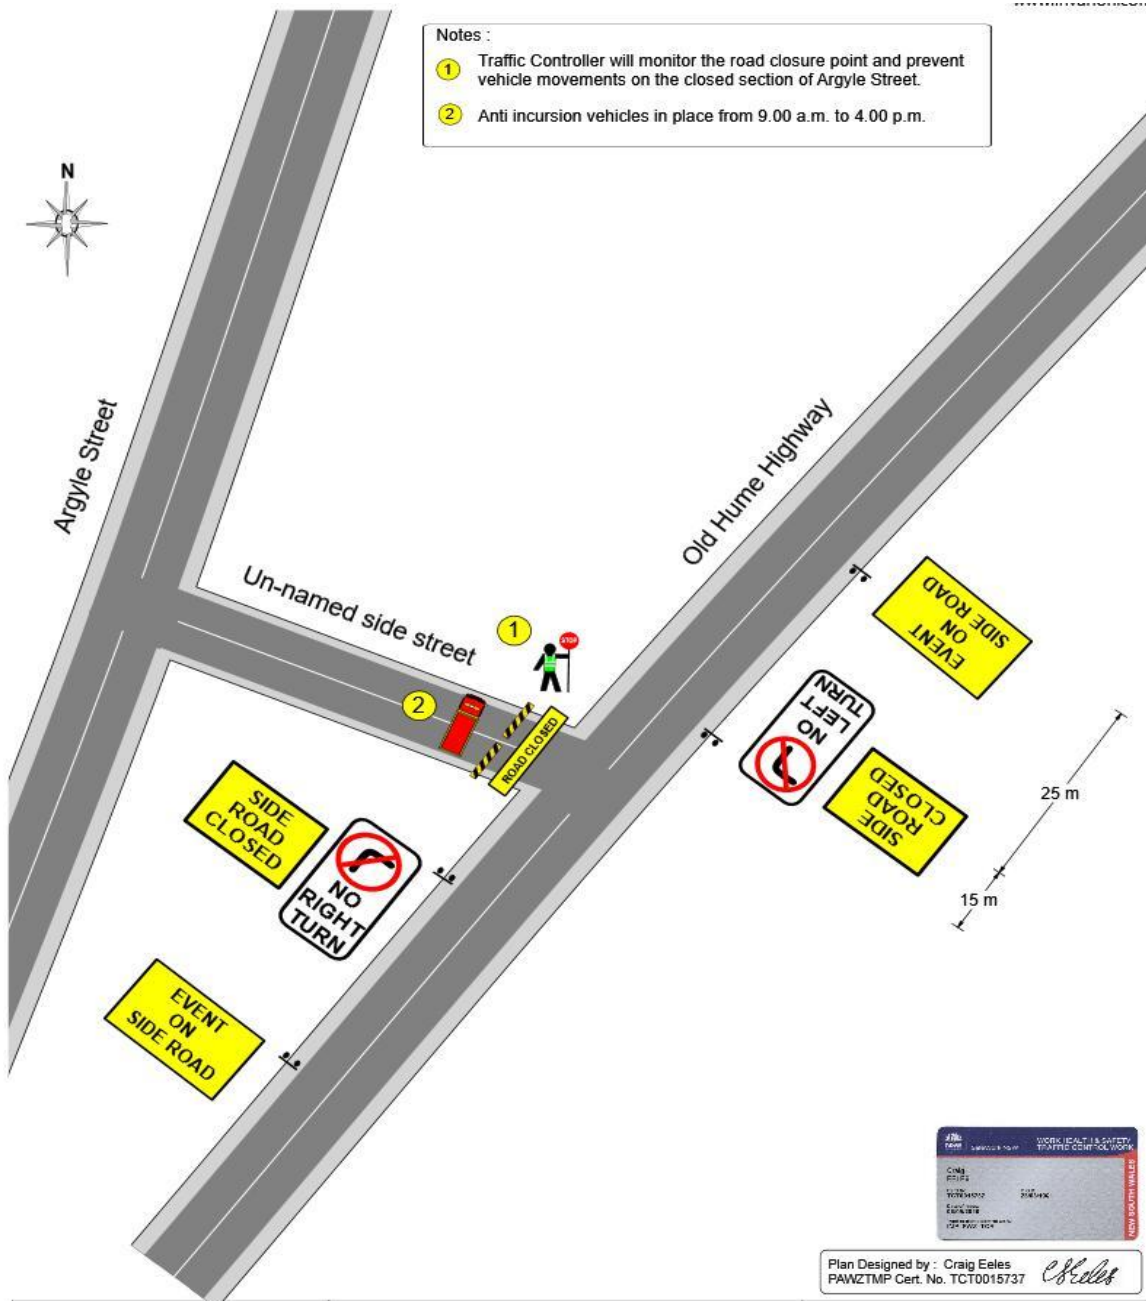 Notes :
1 Traffic Controller will monitor the road closure point and prevent
vehicle movements on the closed section of Argyle Street.
2 Anti incursion vehicles in place from 9.00 a.m. to 4.00 p.m.
N
Argyle Street
Old Hume Highway
Un-named side street
1
STOP
2
ROAD CLOSED
EVENT
ON
SIDE ROAD
NO
LEFT
TURN
SIDE
ROAD
CLOSED
25 m
15 m
SIDE
ROAD
CLOSED
NO
RIGHT
TURN
EVENT
ON
SIDE ROAD
WORK HEALTH & SAFETY
TRAFFIC CONTROL WORK
Craig
EELES
NEW SOUTH WALES
Plan Designed by : Craig Eeles
PAWZTMP Cert. No. TCT0015737